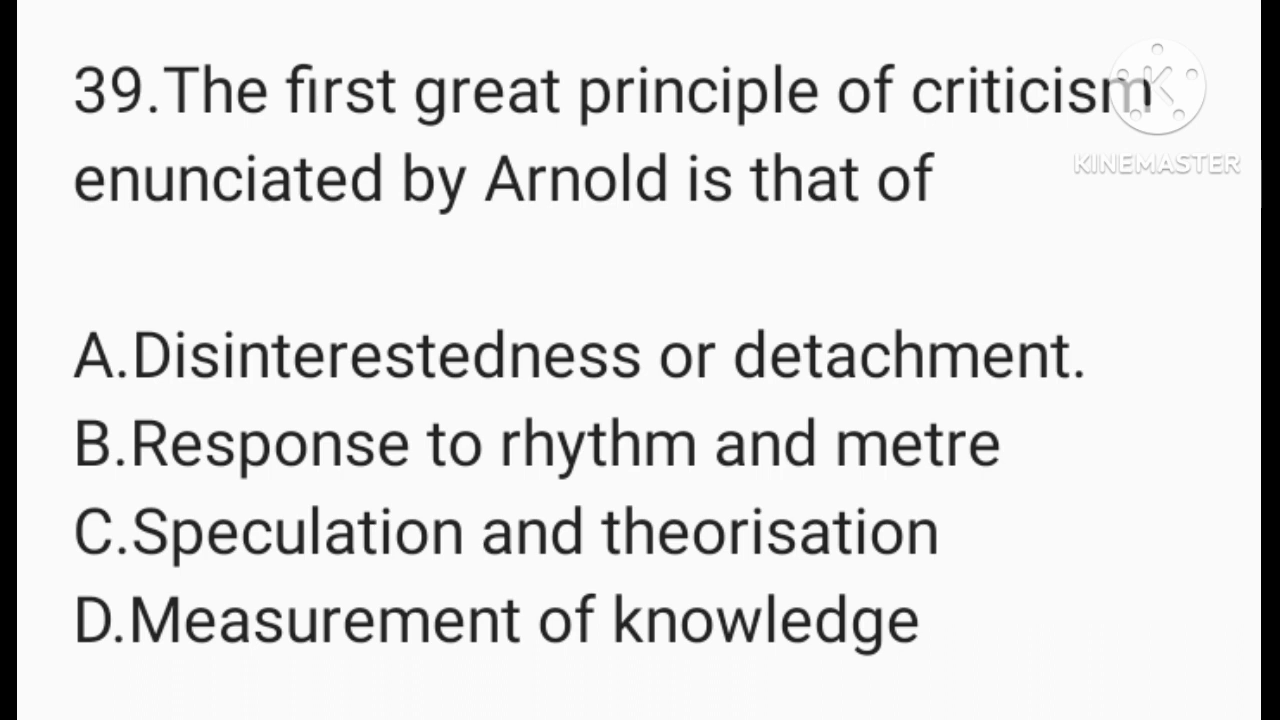 39.The first great principle of criticism
KINEMASTER
enunciated by Arnold is that of
A.Disinterestedness or detachment.
B.Response to rhythm and metre
C.Speculation and theorisation
D.Measurement of knowledge